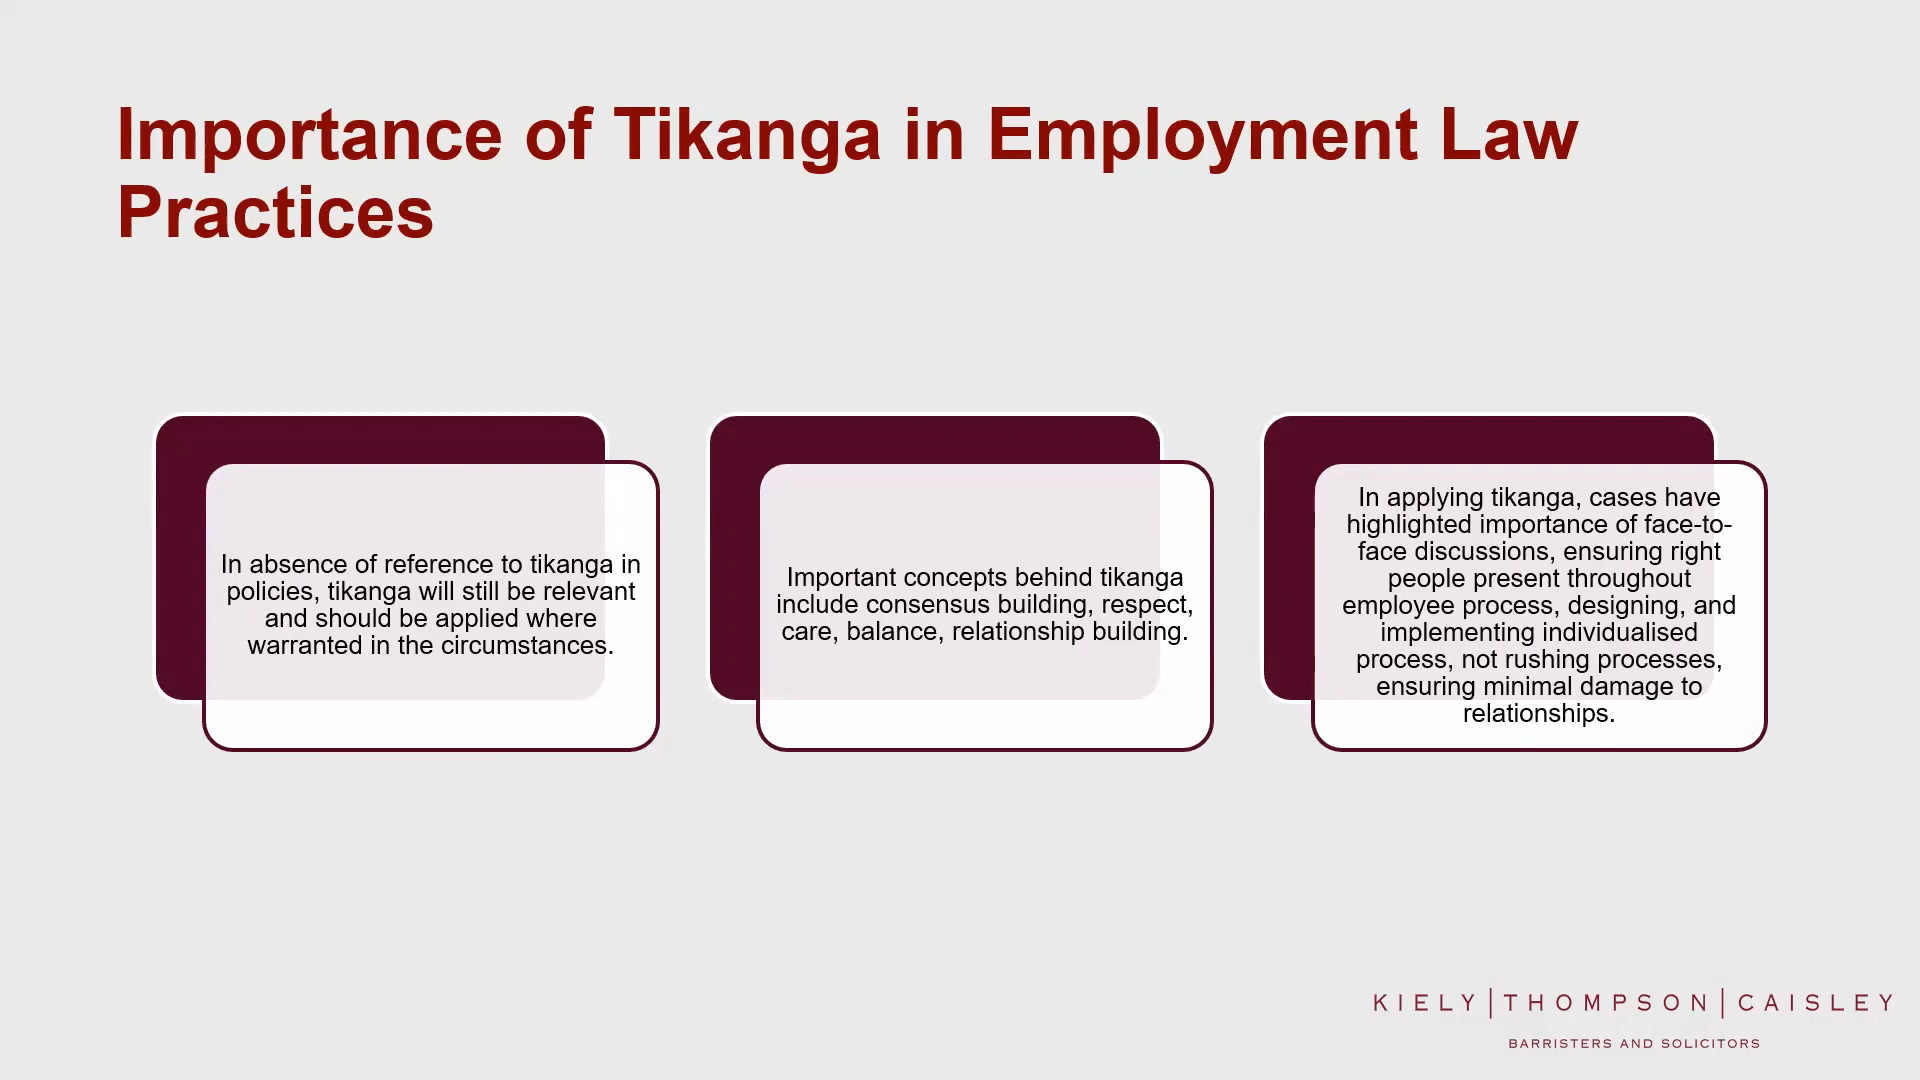 Importance of Tikanga in Employment Law
Practices
In absence of reference to tikanga in
policies, tikanga will still be relevant
and should be applied where
warranted in the circumstances.
Important concepts behind tikanga
include consensus building, respect,
care, balance, relationship building.
In applying tikanga, cases have
highlighted importance of face-to-
face discussions, ensuring right
people present throughout
employee process, designing, and
implementing individualised
process, not rushing processes,
ensuring minimal damage to
relationships.
KIELY|THOMPSON|CAISLEY
BARRISTERS AND SOLICITORS